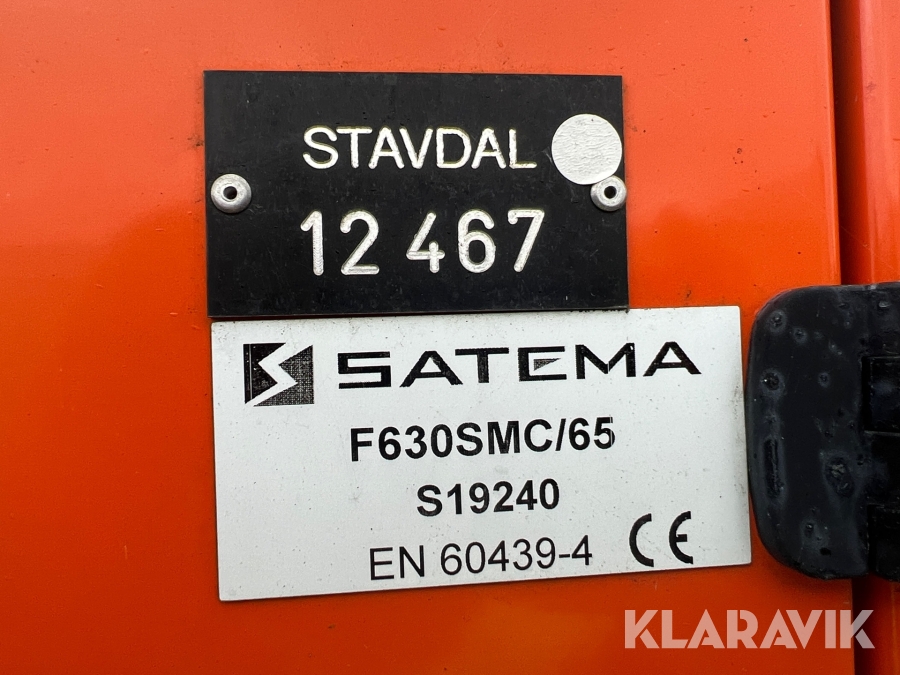 STAVDAL
12 467
SATEMA
F630SMC/65
S19240
EN 60439-4 CE
KLARAVIK